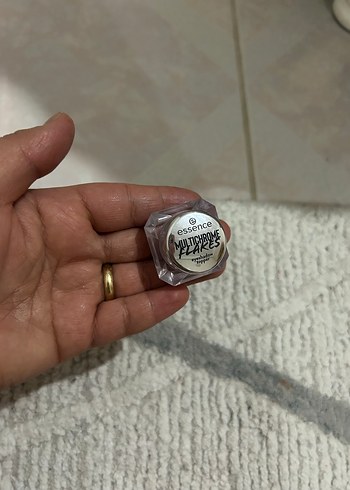 essence
MULTICHROME
FLAKES
eyeshadow
topper